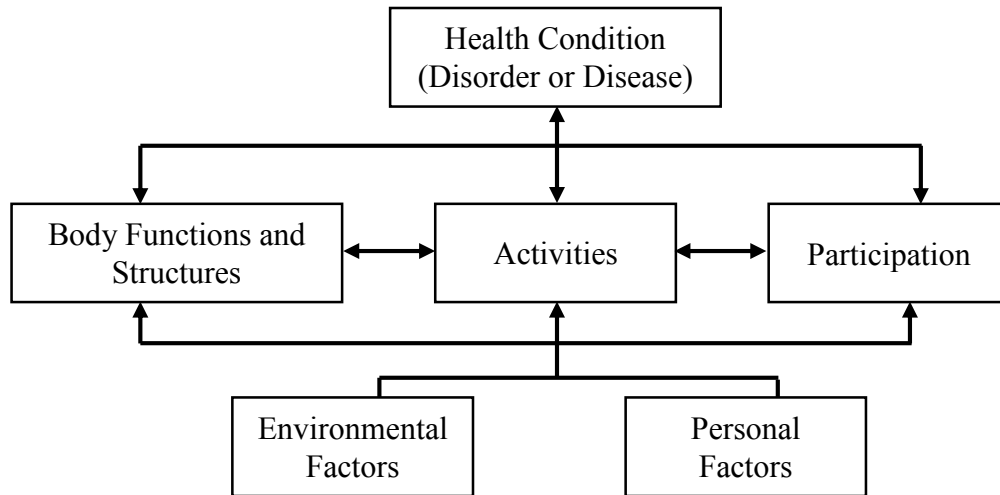 Health Condition
(Disorder or Disease)
Body Functions and
Structures
Activities
Participation
Environmental
Factors
Personal
Factors